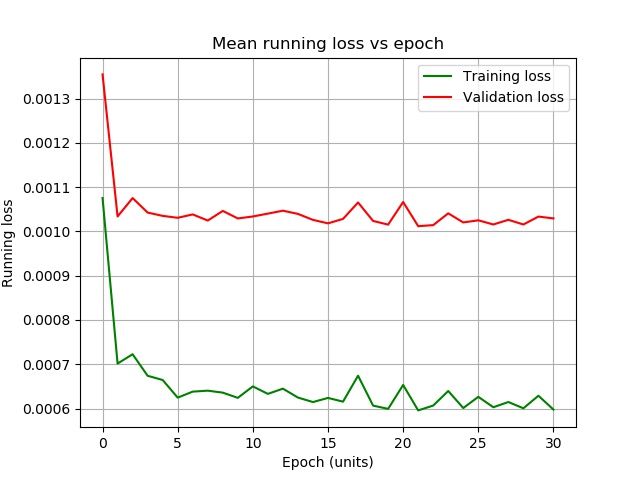 Mean running loss vs epoch
Training loss
Validation loss
0.0013
0.0012
0.0011
0.0010
0.0009
0.0008
0.0007
0.0006
Running loss
0 5 10 15 20 25 30
Epoch (units)